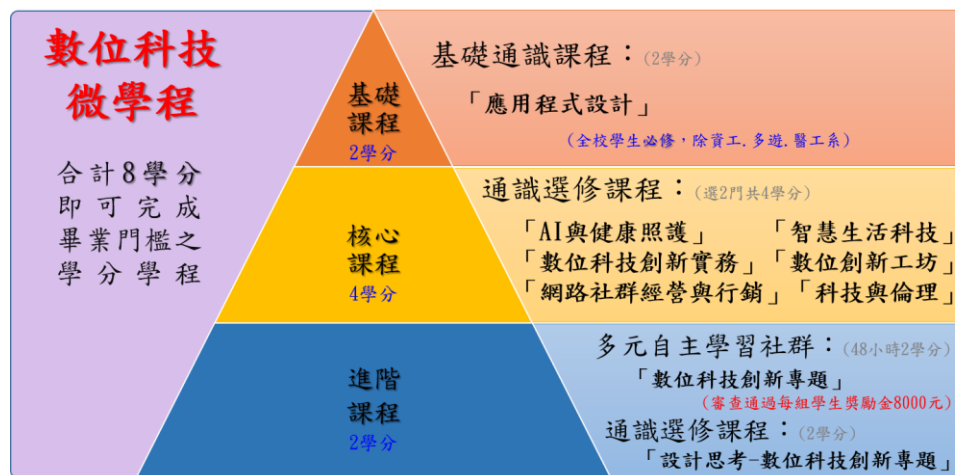 數位科技
微學程
合計8學分
即可完成
畢業門檻之
學分學程
基礎
課程
2學分
基礎通識課程：(2學分)
「應用程式設計」
(全校學生必修，除資工.多遊.醫工系)
核心
課程
4學分
通識選修課程：(選2門共4學分)
「AI與健康照護」 「智慧生活科技」
「數位科技創新實務」「數位創新工坊」
「網路社群經營與行銷」「科技與倫理」
進階
課程
2學分
多元自主學習社群：(48小時2學分)
「數位科技創新專題」
(審查通過每組學生獎勵金8000元)
通識選修課程：(2學分)
「設計思考-數位科技創新專題」